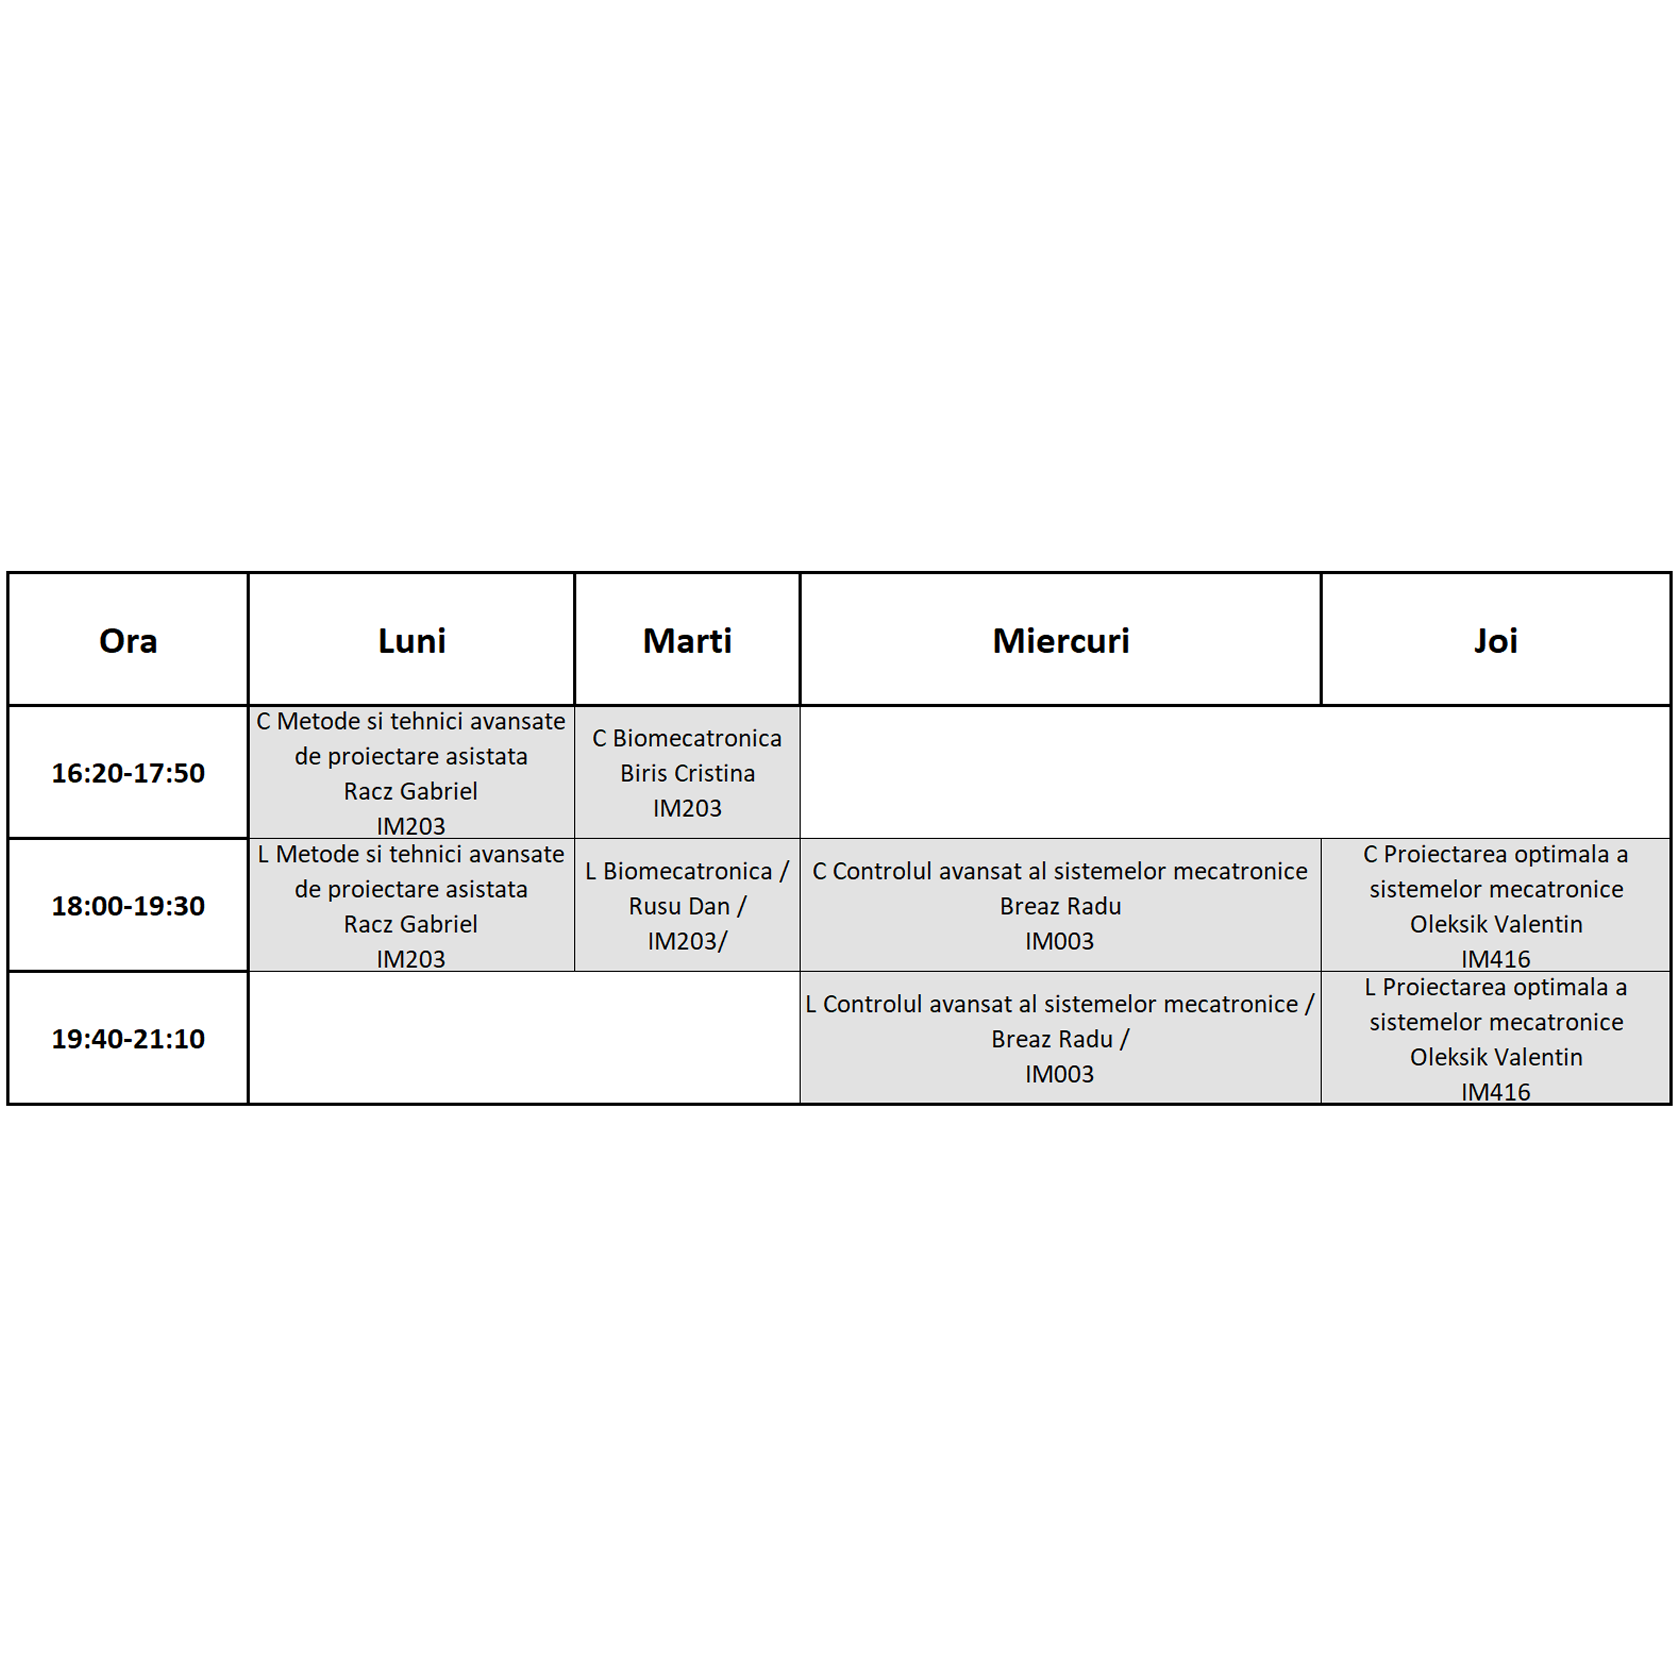 Ora Luni Marti Miercuri Joi
16:20-17:50
C Metode si tehnici avansate
de proiectare asistata
Racz Gabriel
IM203
C Biomecatronica
Biris Cristina
IM203
18:00-19:30
L Metode si tehnici avansate
de proiectare asistata
Racz Gabriel
IM203
L Biomecatronica /
Rusu Dan /
IM203/
C Controlul avansat al sistemelor mecatronice
Breaz Radu
IM003
C Proiectarea optimala a
sistemelor mecatronice
Oleksik Valentin
IM416
19:40-21:10
L Controlul avansat al sistemelor mecatronice /
Breaz Radu /
IM003
L Proiectarea optimala a
sistemelor mecatronice
Oleksik Valentin
IM416